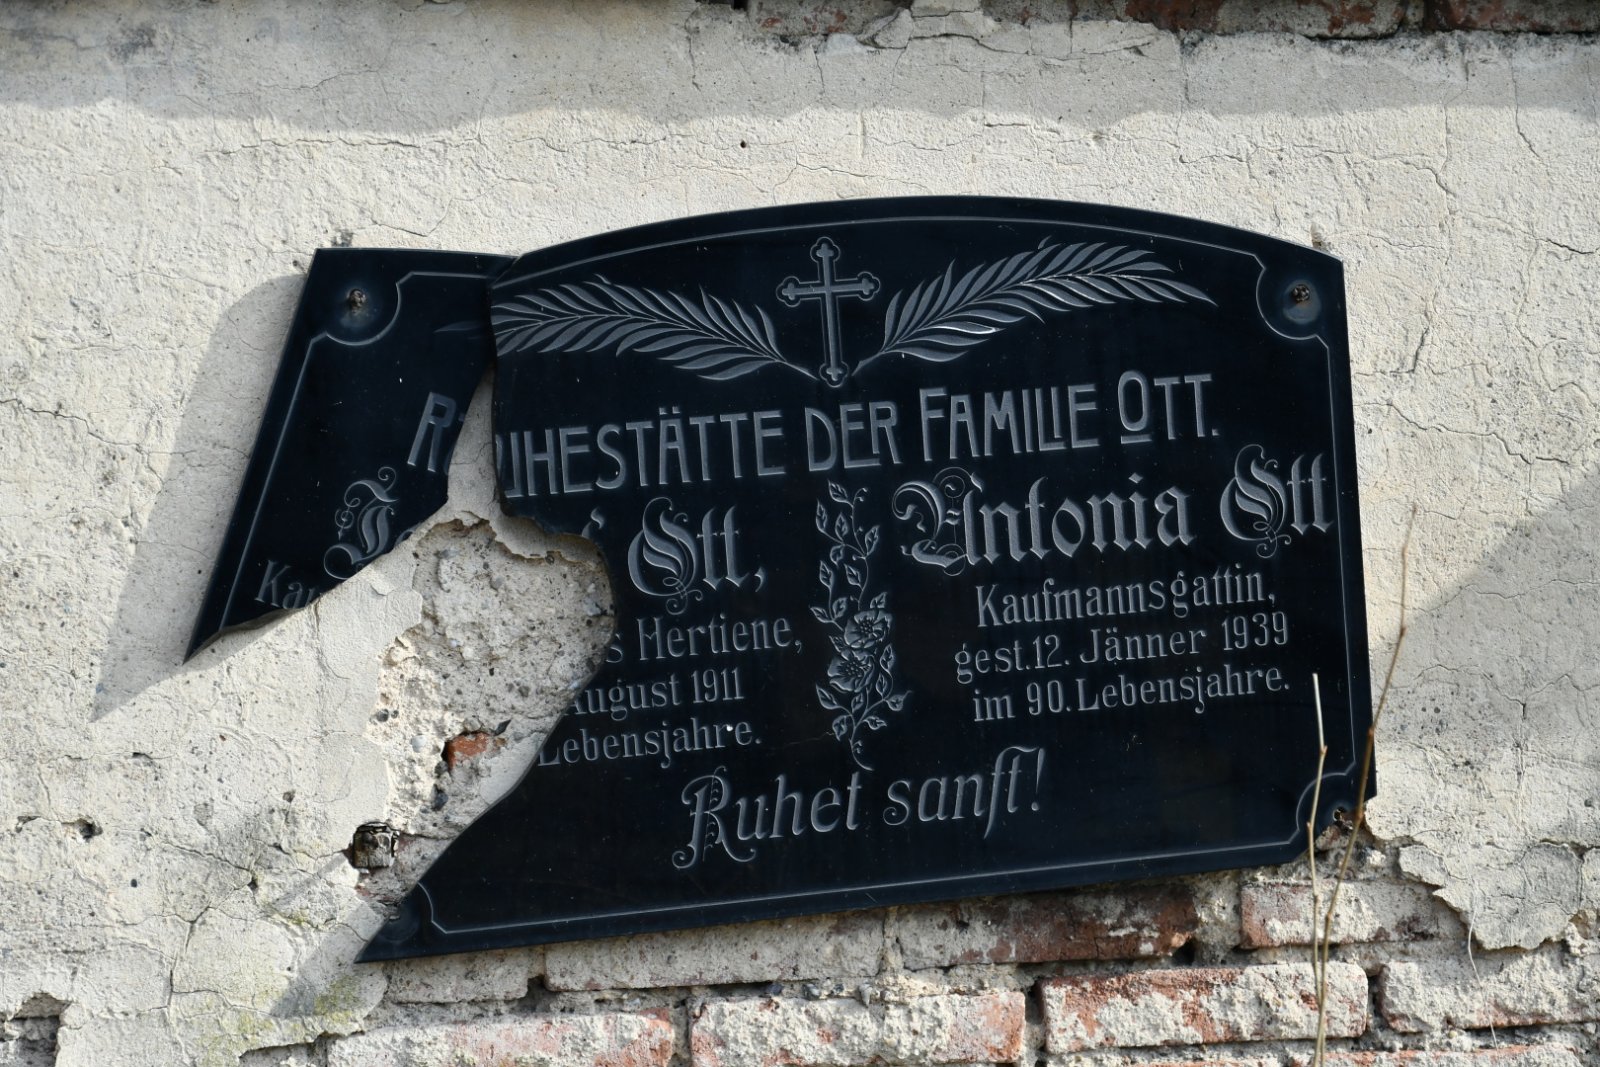 RUHESTÄTTE DER FAMILIE OTT.
Ott,
Hertiene,
August 1911
Lebensjahre.
Antonia Ott
Kaufmannsgattin,
gest. 12. Jänner 1939
im 90. Lebensjahre.
Ruhet sanft!